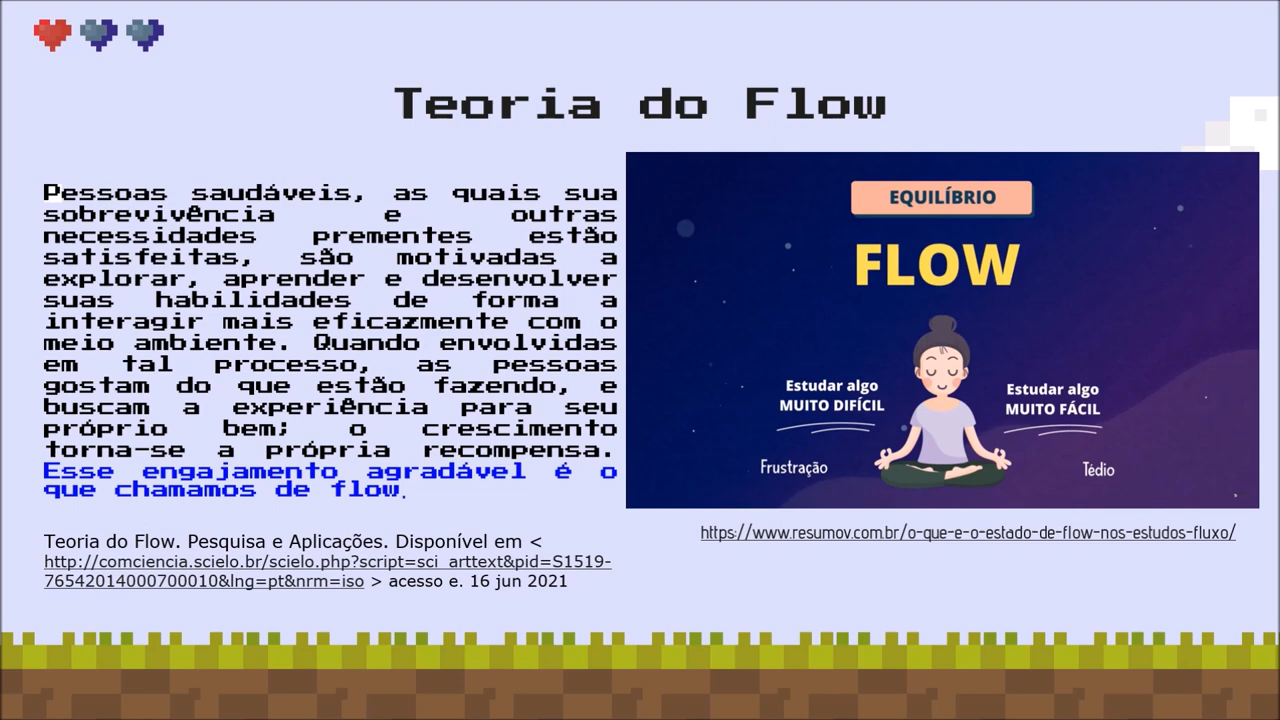 Teoria do Flow
Pessoas saudáveis, as quais sua
sobrevivência e outras
necessidades prementes estão
satisfeitas, são motivadas a
explorar, aprender e desenvolver
suas habilidades de forma a
interagir mais eficazmente com o
meio ambiente. Quando envolvidas
em tal processo, as pessoas
gostam do que estão fazendo, e
buscam a experiência para seu
próprio bem; o crescimento
torna-se a própria recompensa.
Esse engajamento agradável é o
que chamamos de flow.
Teoria do Flow. Pesquisa e Aplicações. Disponível em <
http://comciencia.scielo.br/scielo.php?script=sci_arttext&pid=S1519-
76542014000700010&lng=pt&nrm=iso > acesso e. 16 jun 2021
EQUILÍBRIO
FLOW
Estudar algo
MUITO DIFÍCIL
Frustração
Estudar algo
MUITO FÁCIL
Tédio
https://www.resumov.com.br/o-que-e-o-estado-de-flow-nos-estudos-fluxo/